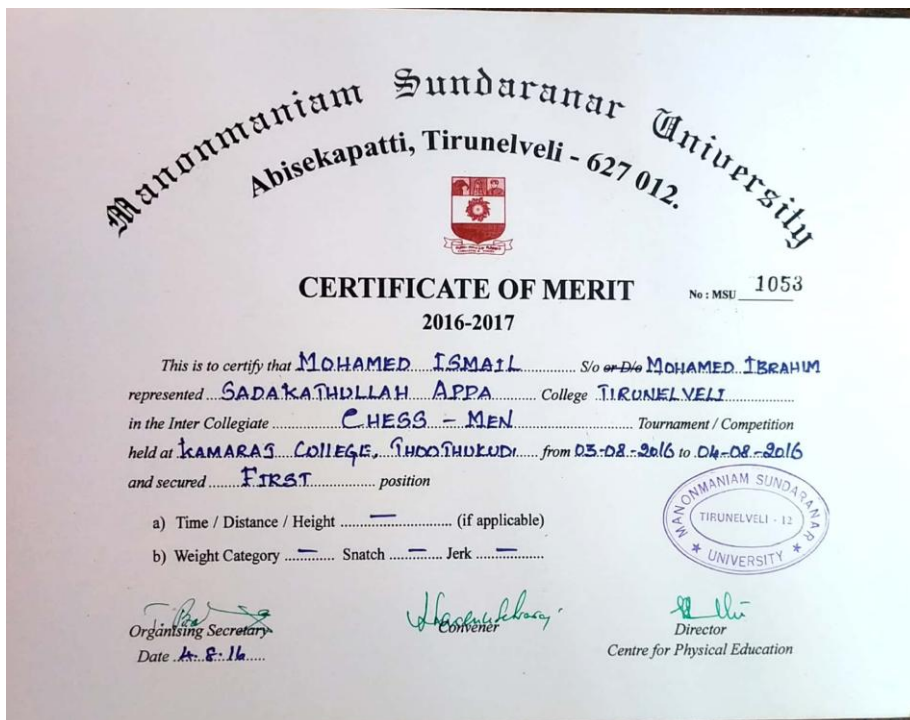 Manonmaniam Sundaranar University
Abisekapatti, Tirunelveli - 627 012.
CERTIFICATE OF MERIT
No : MSU 1053
2016-2017
This is to certify that MOHAMED ISMAIL S/o or D/o MOHAMED IBRAHIM
represented SADAKATHULLAH APPA College TIRUNELVELI
in the Inter Collegiate CHESS - MEN Tournament / Competition
held at KAMARAJ COllEGE, THOOTHUKUDI from 03-08-2016 to 04-08-2016
and secured FIRST position
a) Time / Distance / Height — (if applicable)
b) Weight Category — Snatch — Jerk —
MANONMANIAM SUNDARANAR
TIRUNELVELI - 12
UNIVERSITY
Organising Secretary
Convener
Director
Date 4.8.16
Centre for Physical Education